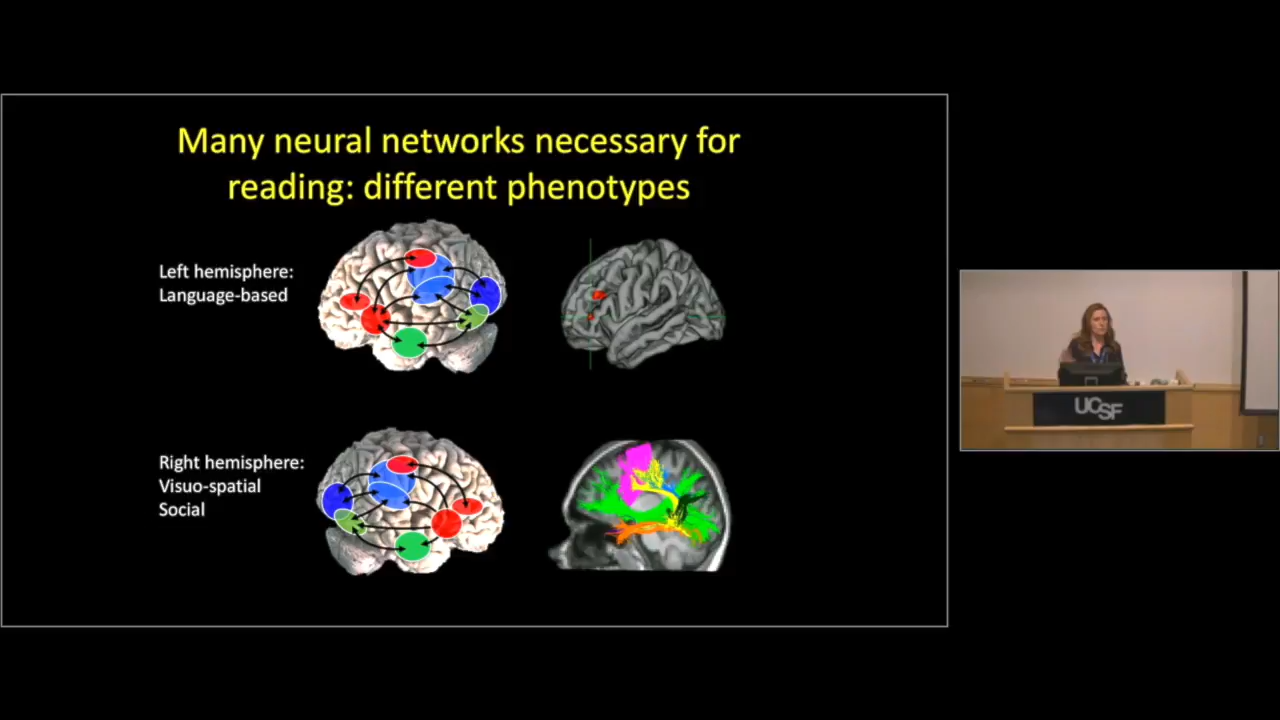 Many neural networks necessary for
reading: different phenotypes
Left hemisphere:
Language-based
Right hemisphere:
Visuo-spatial
Social
UCSF